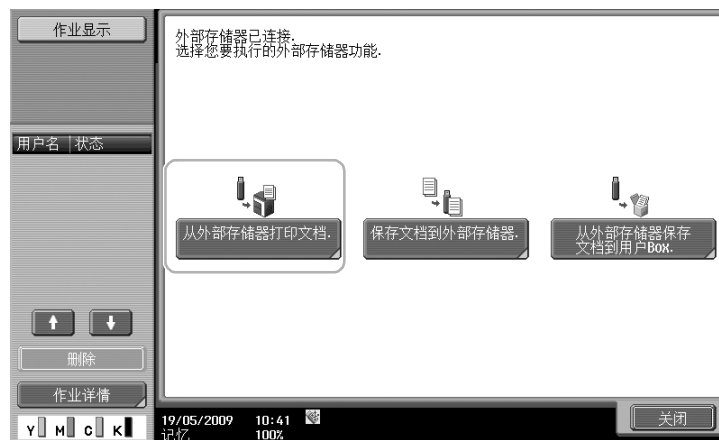 作业显示
外部存储器已连接.
选择您要执行的外部存储器功能.
用户名 状态
从外部存储器打印文档.
保存文档到外部存储器.
从外部存储器保存
文档到用户Box.
删除
作业详情
Y M C K
19/05/2009 10:41
记忆 100%
关闭